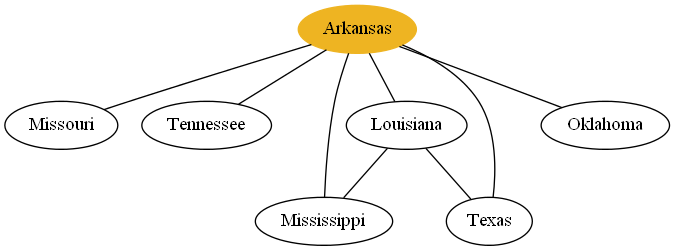 Arkansas
Missouri
Tennessee
Louisiana
Oklahoma
Mississippi
Texas